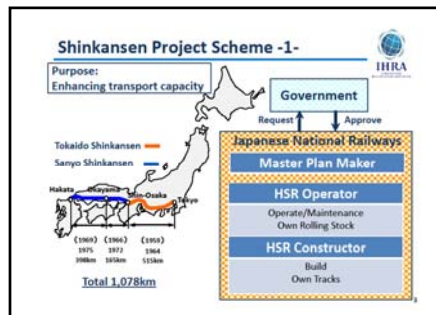 Shinkansen Project Scheme -1-
IHRA
Purpose:
Enhancing transport capacity
Government
Request
Approve
Tokaido Shinkansen
Sanyo Shinkansen
Japanese National Railways
Master Plan Maker
HSR Operator
Operate/Maintenance
Own Rolling Stock
HSR Constructor
Build
Own Tracks
Hakata
Okayama
Shin-Osaka
Tokyo
(1969)
1975
398km
(1966)
1972
165km
(1959)
1964
515km
Total 1,078km